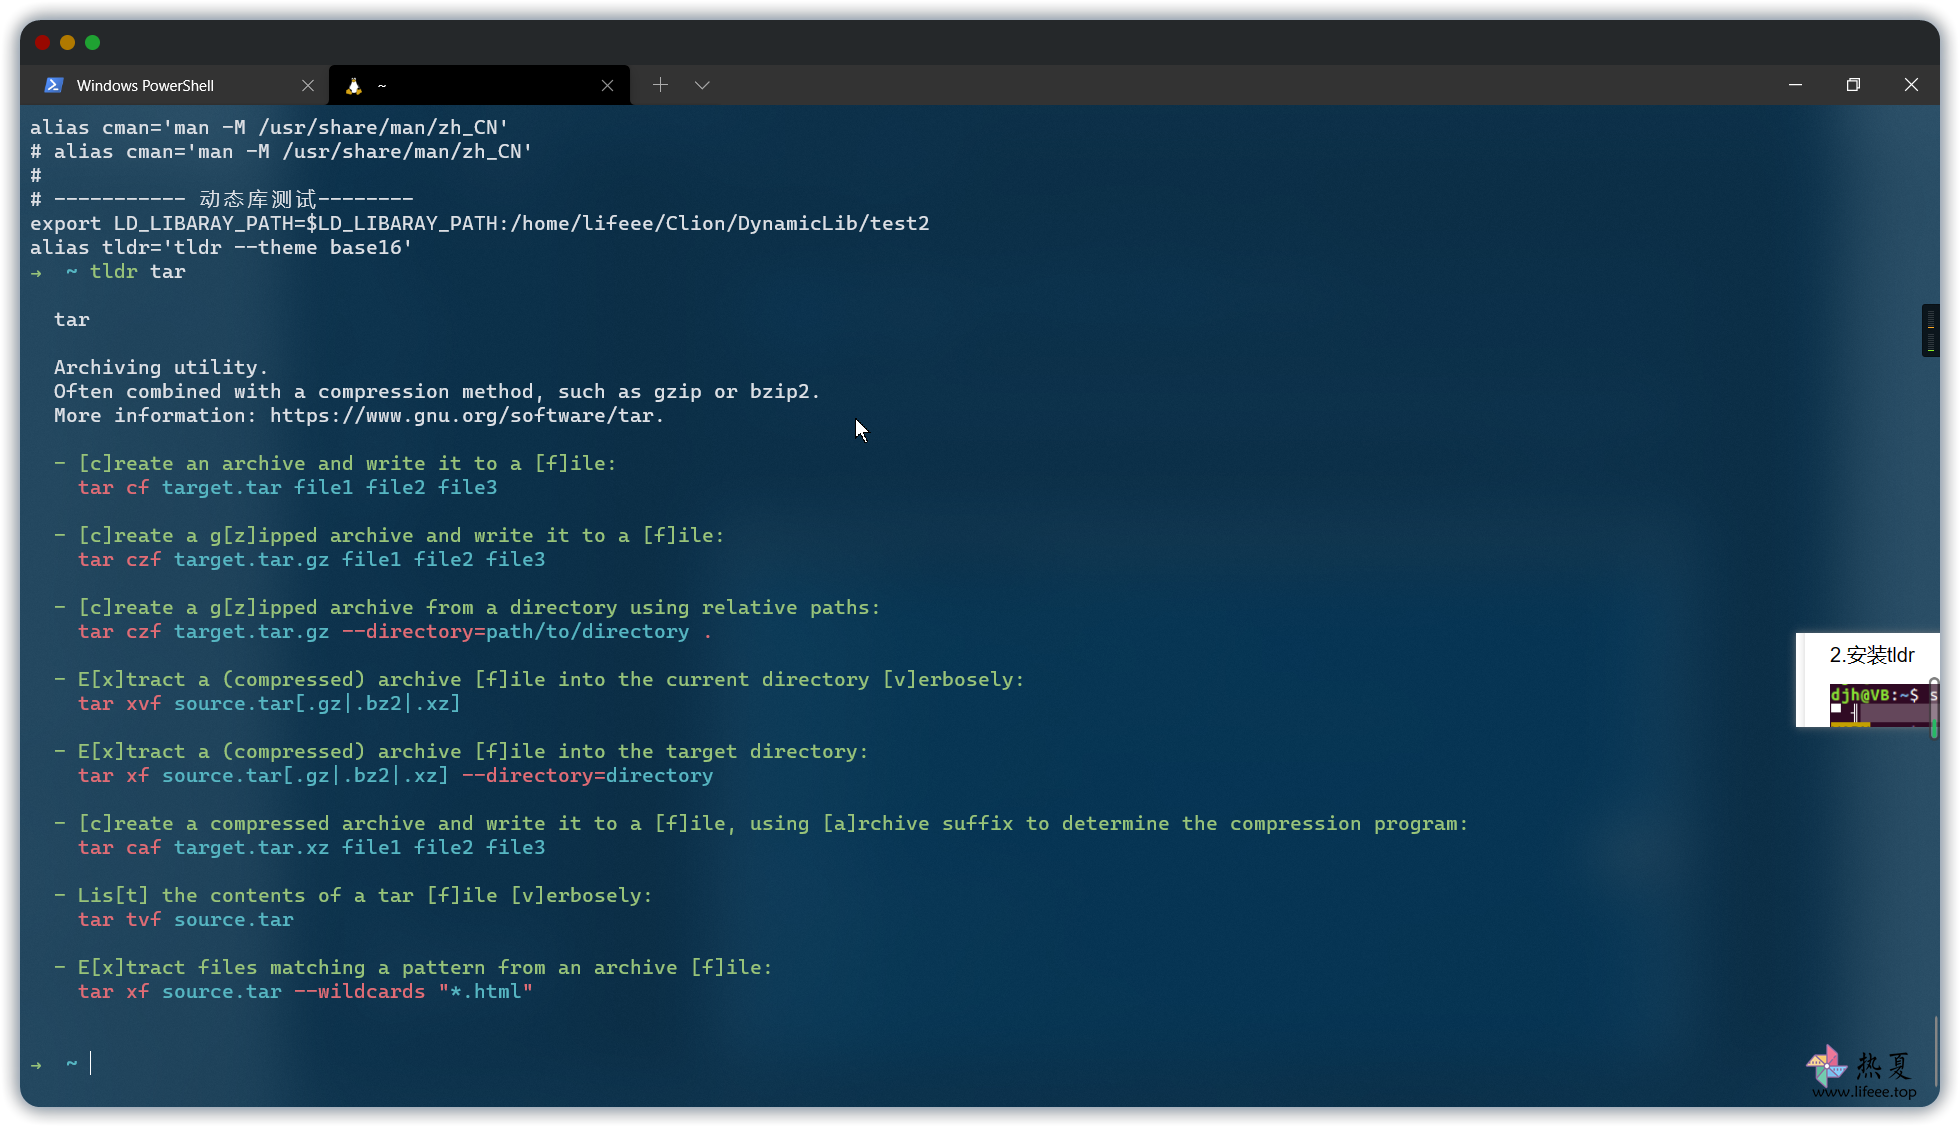 Windows PowerShell
~
alias cman='man -M /usr/share/man/zh_CN'
# alias cman='man -M /usr/share/man/zh_CN'
#
# ----------- 动态库测试--------
export LD_LIBARAY_PATH=$LD_LIBARAY_PATH:/home/lifeee/Clion/DynamicLib/test2
alias tldr='tldr --theme base16'
→ ~ tldr tar
tar
Archiving utility.
Often combined with a compression method, such as gzip or bzip2.
More information: https://www.gnu.org/software/tar.
- [c]reate an archive and write it to a [f]ile:
tar cf target.tar file1 file2 file3
- [c]reate a g[z]ipped archive and write it to a [f]ile:
tar czf target.tar.gz file1 file2 file3
- [c]reate a g[z]ipped archive from a directory using relative paths:
tar czf target.tar.gz --directory=path/to/directory .
- E[x]tract a (compressed) archive [f]ile into the current directory [v]erbosely:
tar xvf source.tar[.gz|.bz2|.xz]
- E[x]tract a (compressed) archive [f]ile into the target directory:
tar xf source.tar[.gz|.bz2|.xz] --directory=directory
- [c]reate a compressed archive and write it to a [f]ile, using [a]rchive suffix to determine the compression program:
tar caf target.tar.xz file1 file2 file3
- Lis[t] the contents of a tar [f]ile [v]erbosely:
tar tvf source.tar
- E[x]tract files matching a pattern from an archive [f]ile:
tar xf source.tar --wildcards "*.html"
→ ~
2.安装tldr
djh@VB:~$ s
热夏
www.lifeee.top